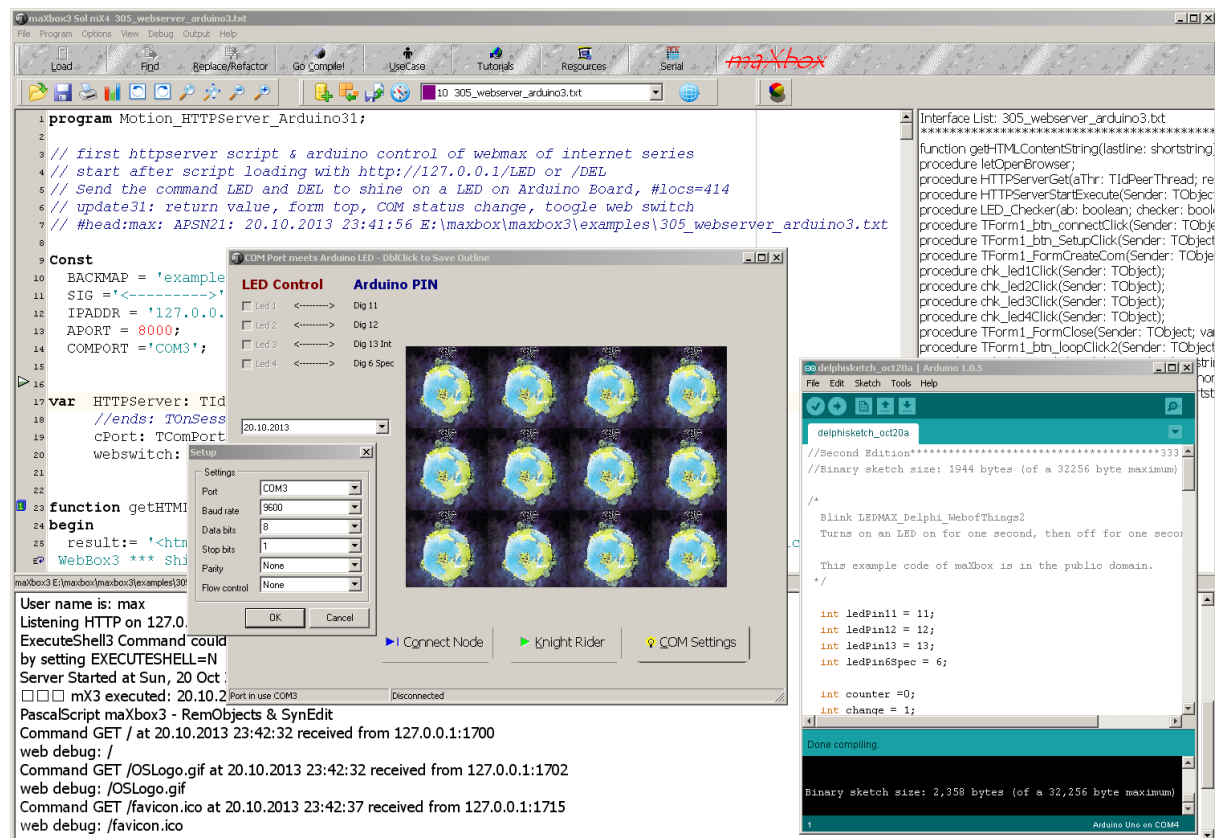 maXbox3 Sol mX4 305_webserver_arduino3.txt
File Program Options View Debug Output Help
Load Find Replace/Refactor Go Compile! UseCase Tutorials Resources Serial maXbox
10 305_webserver_arduino3.txt
1 program Motion_HTTPServer_Arduino31;
2
3 // first httpserver script & arduino control of webmax of internet series
4 // start after script loading with http://127.0.0.1/LED or /DEL
5 // Send the command LED and DEL to shine on a LED on Arduino Board, #locs=414
6 // update31: return value, form top, COM status change, toogle web switch
7 // #head:max: APSN21: 20.10.2013 23:41:56 E:\maxbox\maxbox3\examples\305_webserver_arduino3.txt
8
9 Const
10 BACKMAP = 'example
11 SIG ='<--------->'
12 IPADDR = '127.0.0.
13 APORT = 8000;
14 COMPORT ='COM3';
15
16
17 var HTTPServer: TId
18 //ends: TOnSess
19 cPort: TComPort
20 webswitch:
21
22
23 function getHTMl
24 begin
25 result:= '<htm
WebBox3 *** Shi
Interface List: 305_webserver_arduino3.txt
function getHTMLContentString(lastline: shortstring)
procedure letOpenBrowser;
procedure HTTPServerGet(aThr: TIdPeerThread; re
procedure HTTPServerStartExecute(Sender: TObjec
procedure LED_Checker(ab: boolean; checker: bool
procedure TForm1_btn_connectClick(Sender: TObje
procedure TForm1_btn_SetupClick(Sender: TObject
procedure TForm1_FormCreateCom(Sender: TObje
procedure chk_led1Click(Sender: TObject);
procedure chk_led2Click(Sender: TObject);
procedure chk_led3Click(Sender: TObject);
procedure chk_led4Click(Sender: TObject);
procedure TForm1_FormClose(Sender: TObject; va
procedure TForm1_btn_loopClick2(Sender: TObject
COM Port meets Arduino LED - DblClick to Save Outline
LED Control Arduino PIN
Led 1 <---------> Dig 11
Led 2 <---------> Dig 12
Led 3 <---------> Dig 13 Int
Led 4 <---------> Dig 6 Spec
20.10.2013
Connect Node Knight Rider COM Settings
Port in use COM3 Disconnected
Setup
Settings
Port COM3
Baud rate 9600
Data bits 8
Stop bits 1
Parity None
Flow control None
OK Cancel
maXbox3 E:\maxbox\maxbox3\examples\305
User name is: max
Listening HTTP on 127.0.
ExecuteShell3 Command could
by setting EXECUTESHELL=N
Server Started at Sun, 20 Oct
mX3 executed: 20.10.2
PascalScript maXbox3 - RemObjects & SynEdit
Command GET / at 20.10.2013 23:42:32 received from 127.0.0.1:1700
web debug: /
Command GET /OSLogo.gif at 20.10.2013 23:42:32 received from 127.0.0.1:1702
web debug: /OSLogo.gif
Command GET /favicon.ico at 20.10.2013 23:42:37 received from 127.0.0.1:1715
web debug: /favicon.ico
delphisketch_oct20a | Arduino 1.0.5
File Edit Sketch Tools Help
delphisketch_oct20a
//Second Edition*****************************************333
//Binary sketch size: 1944 bytes (of a 32256 byte maximum)
/*
Blink LEDMAX_Delphi_WebofThings2
Turns on an LED on for one second, then off for one secon
This example code of maXbox is in the public domain.
*/
int ledPin11 = 11;
int ledPin12 = 12;
int ledPin13 = 13;
int ledPin6Spec = 6;
int counter =0;
int change = 1;
Done compiling.
Binary sketch size: 2,358 bytes (of a 32,256 byte maximum)
1 Arduino Uno on COM4